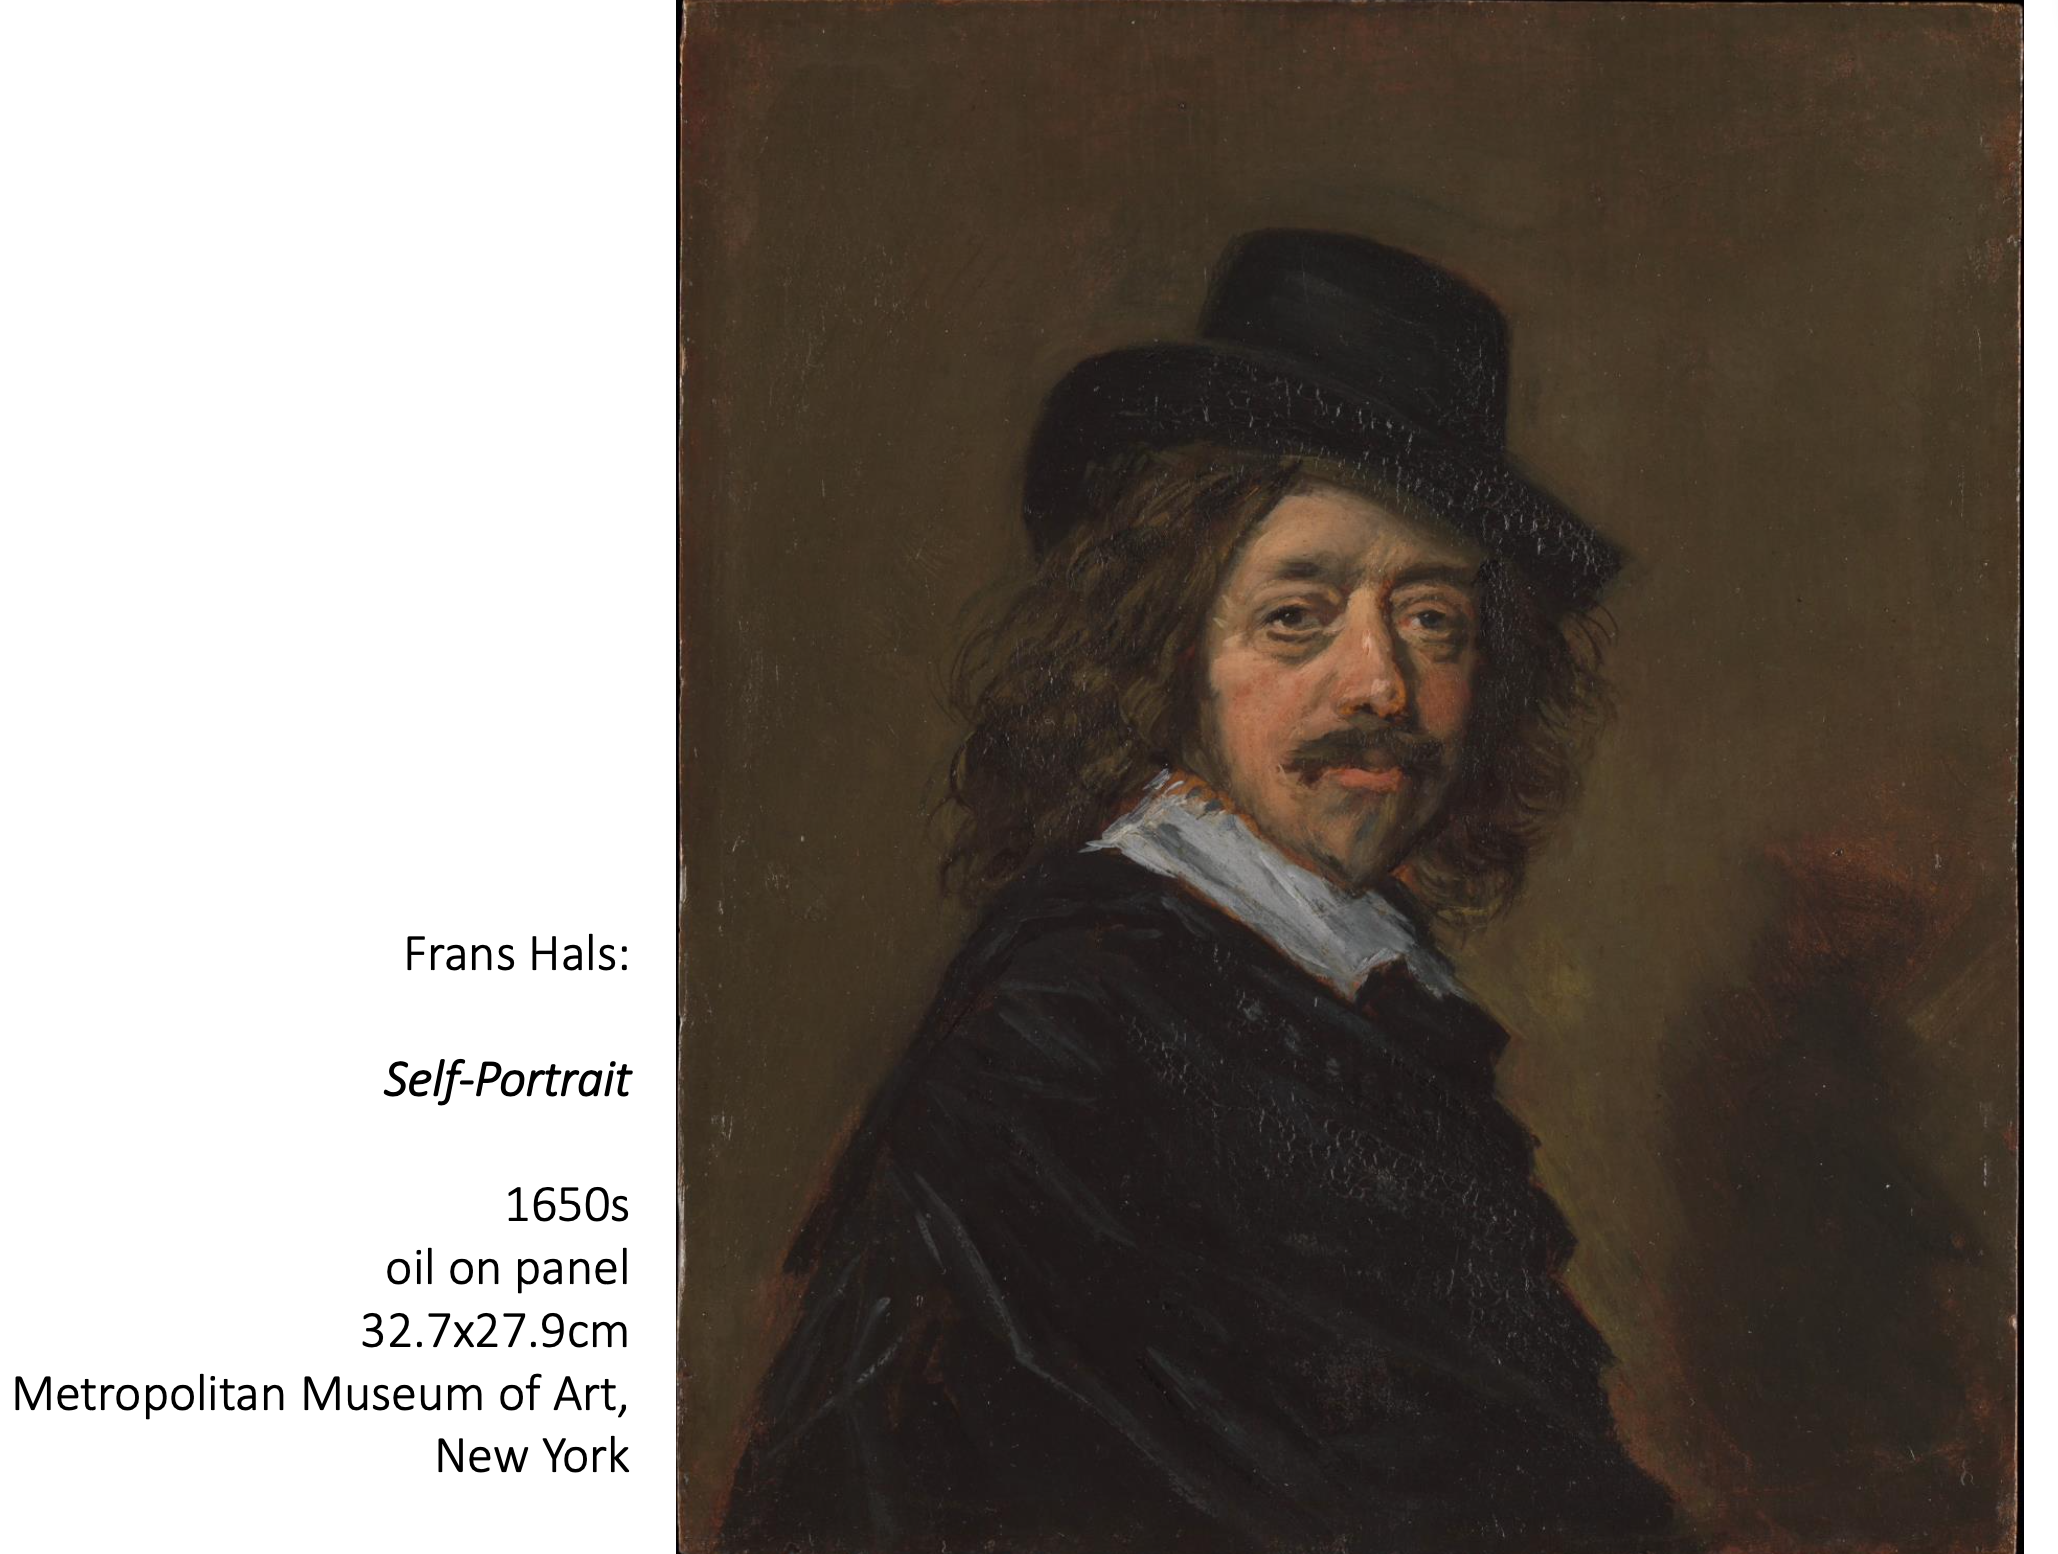 Frans Hals:
Self-Portrait
1650s
oil on panel
32.7x27.9cm
Metropolitan Museum of Art,
New York